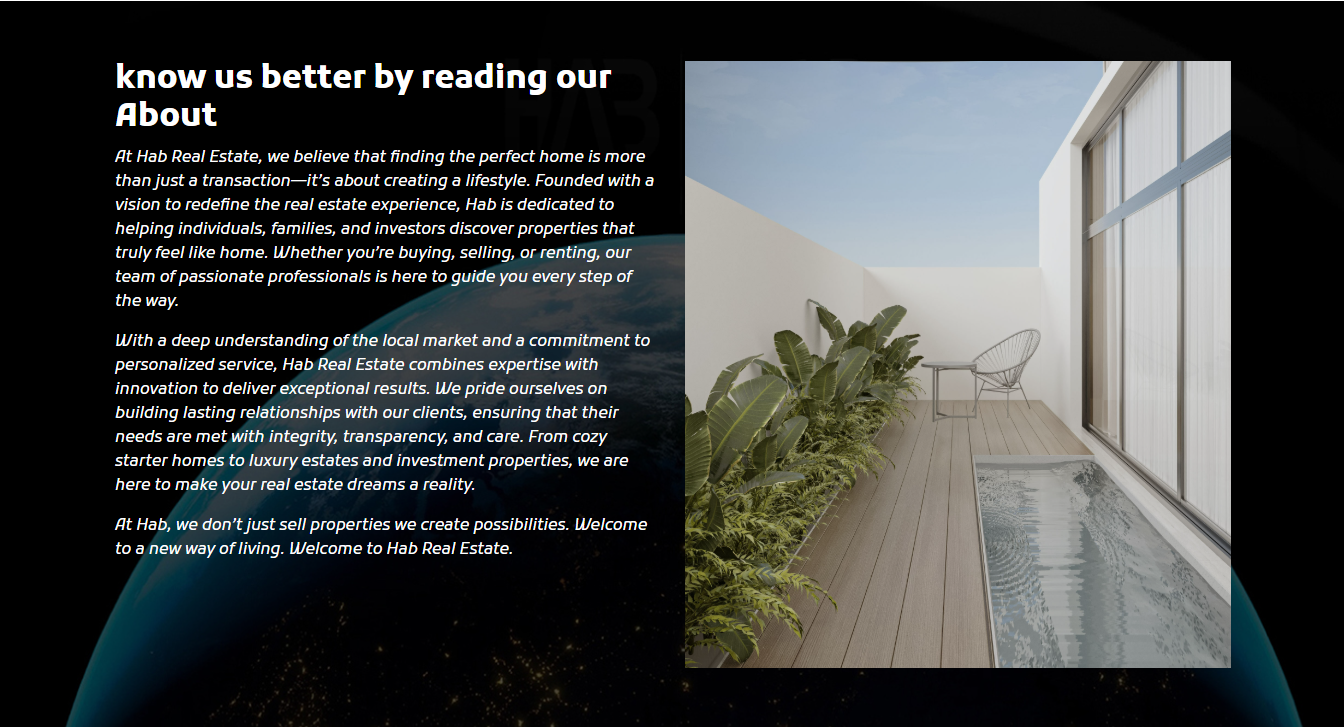 know us better by reading our
About
At Hab Real Estate, we believe that finding the perfect home is more
than just a transaction—it's about creating a lifestyle. Founded with a
vision to redefine the real estate experience, Hab is dedicated to
helping individuals, families, and investors discover properties that
truly feel like home. Whether you're buying, selling, or renting, our
team of passionate professionals is here to guide you every step of
the way.
With a deep understanding of the local market and a commitment to
personalized service, Hab Real Estate combines expertise with
innovation to deliver exceptional results. We pride ourselves on
building lasting relationships with our clients, ensuring that their
needs are met with integrity, transparency, and care. From cozy
starter homes to luxury estates and investment properties, we are
here to make your real estate dreams a reality.
At Hab, we don't just sell properties we create possibilities. Welcome
to a new way of living. Welcome to Hab Real Estate.
HAB